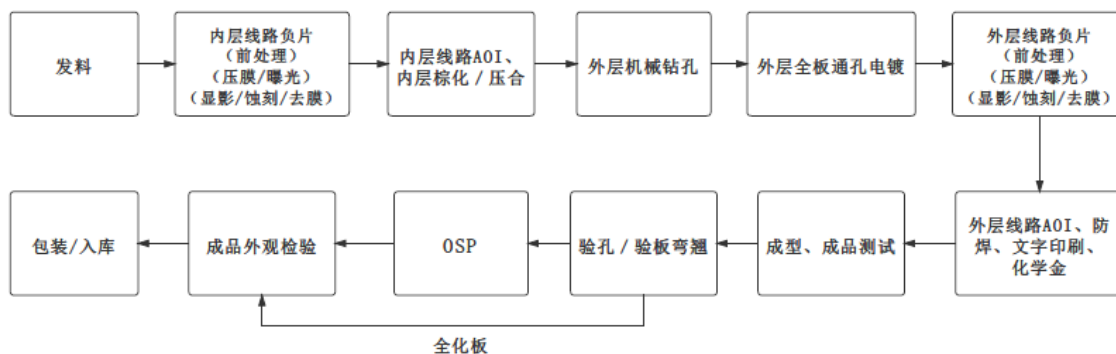 发料
内层线路负片
（前处理）
（压膜/曝光）
（显影/蚀刻/去膜）
内层线路AOI、
内层棕化／压合
外层机械钻孔
外层全板通孔电镀
外层线路负片
（前处理）
（压膜/曝光）
（显影/蚀刻/去膜）
外层线路AOI、防
焊、文字印刷、
化学金
成型、成品测试
验孔／验板弯翘
OSP
成品外观检验
包装/入库
全化板